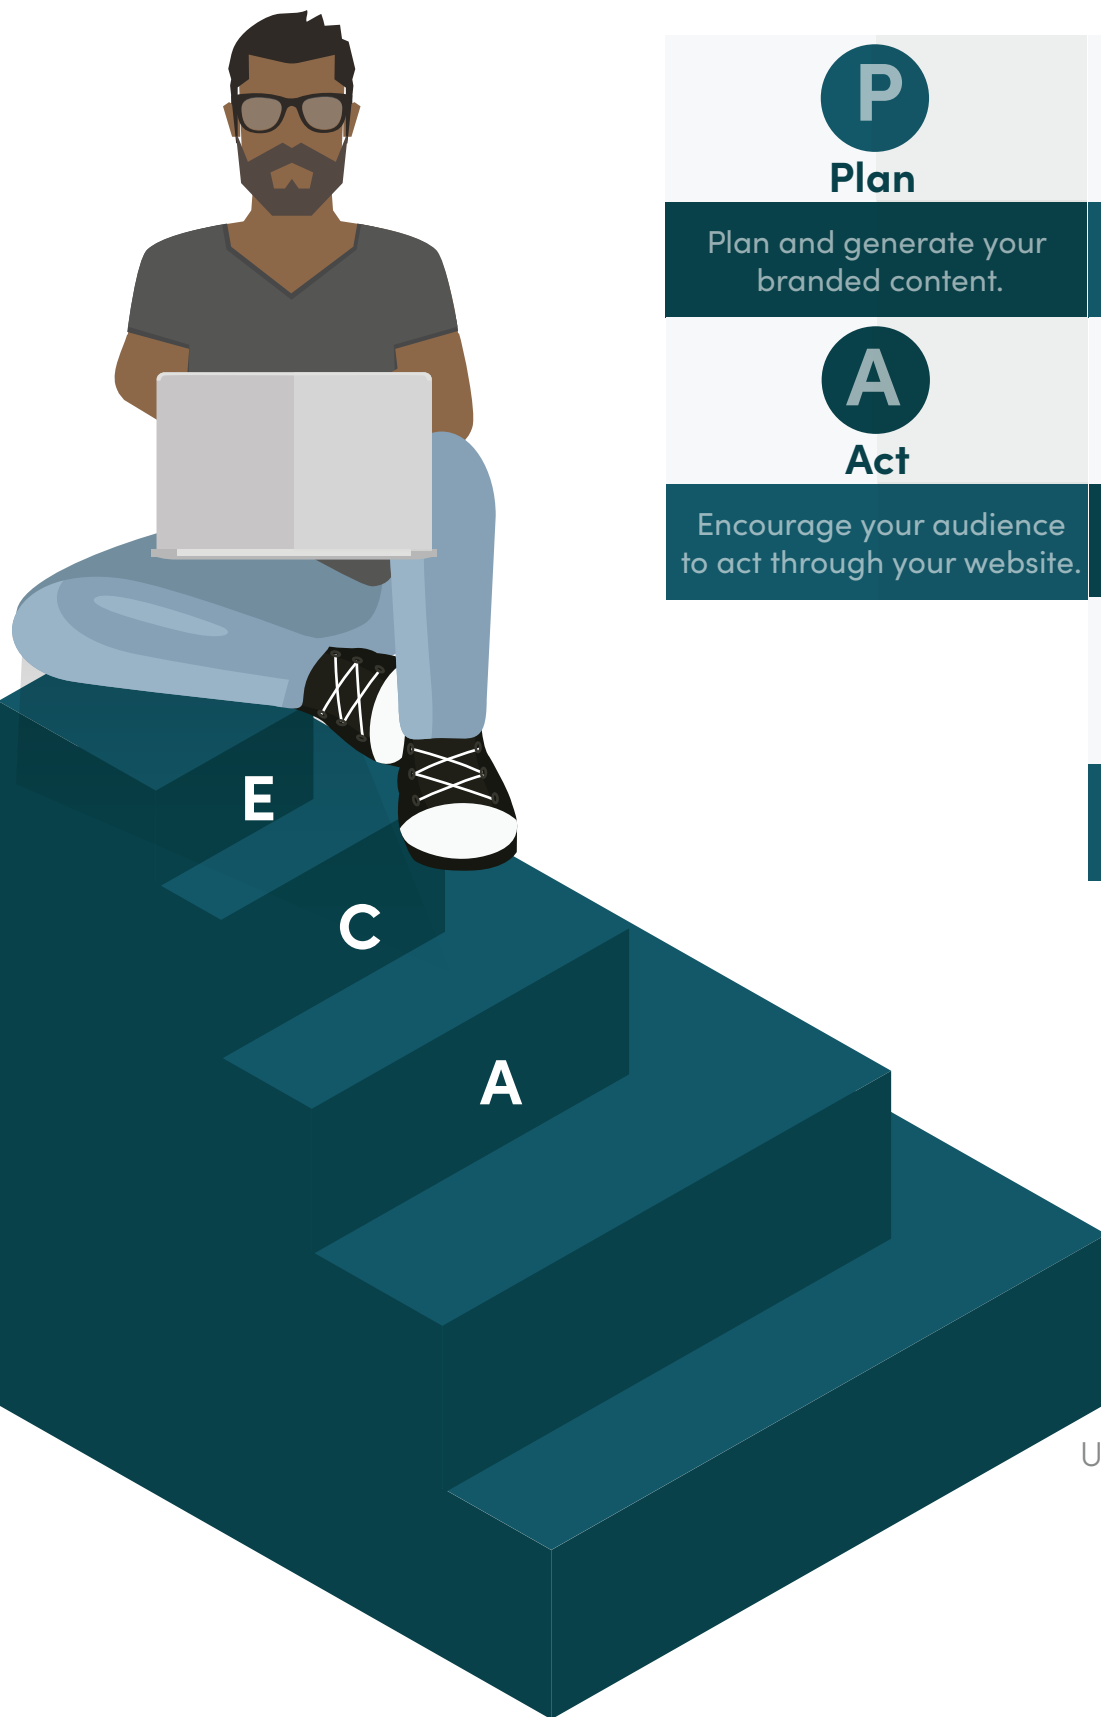 P
Plan
Plan and generate your
branded content.
A
Act
Encourage your audience
to act through your website.
E
C
A
U